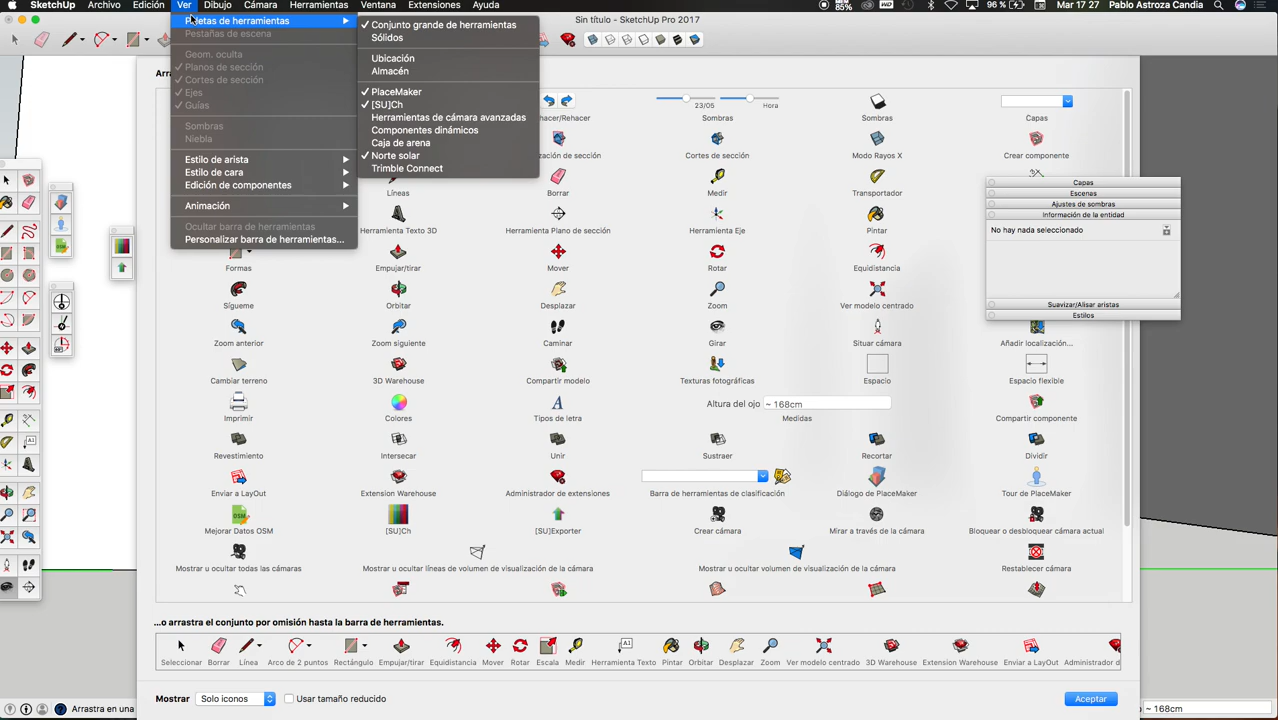 SketchUp Archivo Edición Ver Dibujo Cámara Herramientas Ventana Extensiones Ayuda
MEM 85% 96% Mar 17 27 Pablo Astroza Candia
Sin título - SketchUp Pro 2017
Conjunto grande de herramientas
Sólidos
Ubicación
Almacén
PlaceMaker
[SU]Ch
Herramientas de cámara avanzadas
Componentes dinámicos
Caja de arena
Norte solar
Trimble Connect
Pestañas de escena
Geom. oculta
Planos de sección
Cortes de sección
Ejes
Guías
Sombras
Niebla
Estilo de arista
Estilo de cara
Edición de componentes
Animación
Ocultar barra de herramientas
Personalizar barra de herramientas...
23/05 Hora
Sombras Sombras Capas
Cortes de sección Modo Rayos X Crear componente
Líneas Borrar Medir Transportador
Herramienta Texto 3D Herramienta Plano de sección Herramienta Eje Pintar
Formas Empujar/tirar Mover Rotar Equidistancia
Sígueme Orbitar Desplazar Zoom Ver modelo centrado
Zoom anterior Zoom siguiente Caminar Girar Situar cámara Añadir localización...
Cambiar terreno 3D Warehouse Compartir modelo Texturas fotográficas Espacio Espacio flexible
Altura del ojo ~ 168cm
Imprimir Colores Tipos de letra Medidas Compartir componente
Revestimiento Intersecar Unir Sustraer Recortar Dividir
Enviar a LayOut Extension Warehouse Administrador de extensiones Barra de herramientas de clasificación Diálogo de PlaceMaker Tour de PlaceMaker
OSM
Mejorar Datos OSM [SU]Ch [SU]Exporter Crear cámara Mirar a través de la cámara Bloquear o desbloquear cámara actual
Mostrar u ocultar todas las cámaras Mostrar u ocultar líneas de volumen de visualización de la cámara Mostrar u ocultar volumen de visualización de la cámara Restablecer cámara
Capas
Escenas
Ajustes de sombras
Información de la entidad
No hay nada seleccionado
Suavizar/Alisar aristas
Estilos
...o arrastra el conjunto por omisión hasta la barra de herramientas.
Seleccionar Borrar Línea Arco de 2 puntos Rectángulo Empujar/tirar Equidistancia Mover Rotar Escala Medir Herramienta Texto Pintar Orbitar Desplazar Zoom Ver modelo centrado 3D Warehouse Extension Warehouse Enviar a LayOut
Mostrar Solo iconos Usar tamaño reducido Aceptar
Arrastra en una ~ 168cm